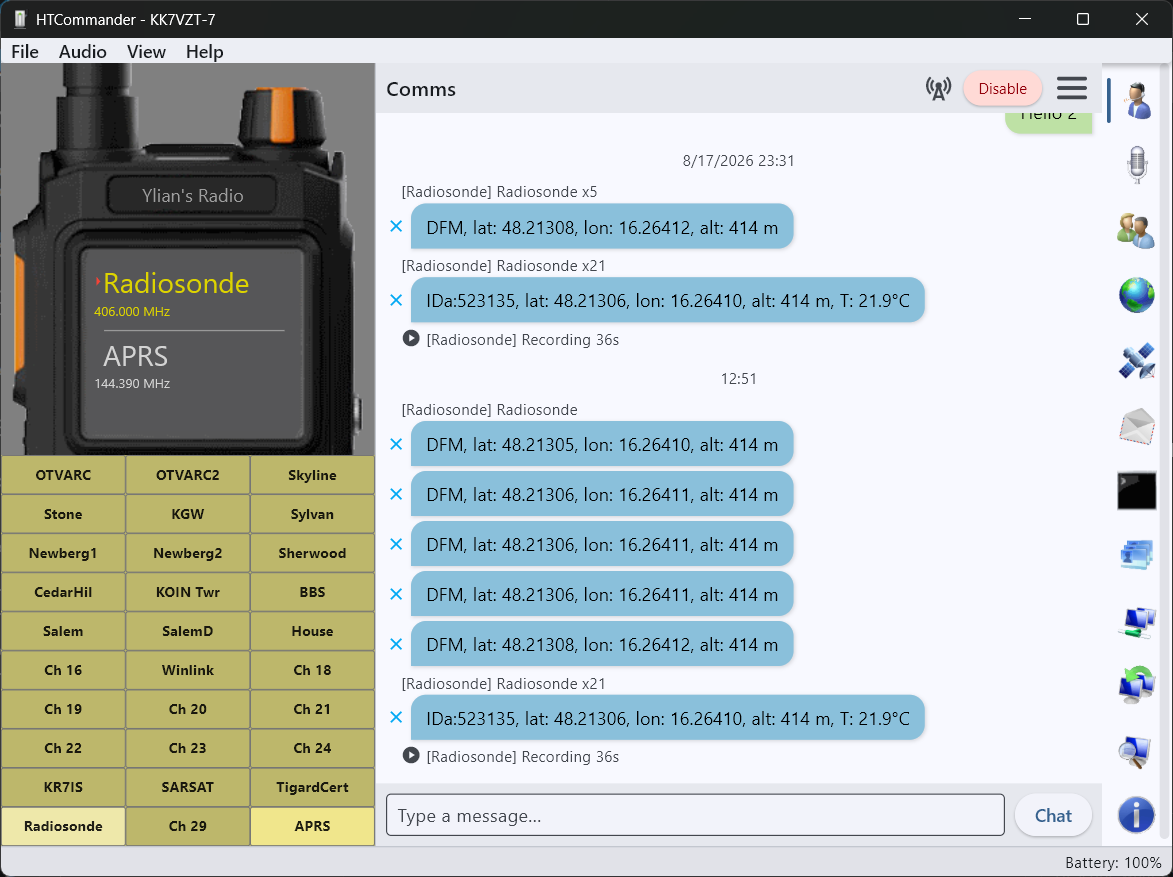 HTCommander - KK7VZT-7
File Audio View Help
Ylian's Radio
Radiosonde
406.000 MHz
APRS
144.390 MHz
OTVARC OTVARC2 Skyline
Stone KGW Sylvan
Newberg1 Newberg2 Sherwood
CedarHil KOIN Twr BBS
Salem SalemD House
Ch 16 Winlink Ch 18
Ch 19 Ch 20 Ch 21
Ch 22 Ch 23 Ch 24
KR7IS SARSAT TigardCert
Radiosonde Ch 29 APRS
Comms
Disable
Hello 2
8/17/2026 23:31
[Radiosonde] Radiosonde x5
DFM, lat: 48.21308, lon: 16.26412, alt: 414 m
[Radiosonde] Radiosonde x21
IDa:523135, lat: 48.21306, lon: 16.26410, alt: 414 m, T: 21.9°C
[Radiosonde] Recording 36s
12:51
[Radiosonde] Radiosonde
DFM, lat: 48.21305, lon: 16.26410, alt: 414 m
DFM, lat: 48.21306, lon: 16.26411, alt: 414 m
DFM, lat: 48.21306, lon: 16.26411, alt: 414 m
DFM, lat: 48.21306, lon: 16.26411, alt: 414 m
DFM, lat: 48.21308, lon: 16.26412, alt: 414 m
[Radiosonde] Radiosonde x21
IDa:523135, lat: 48.21306, lon: 16.26410, alt: 414 m, T: 21.9°C
[Radiosonde] Recording 36s
Type a message...
Chat
Battery: 100%